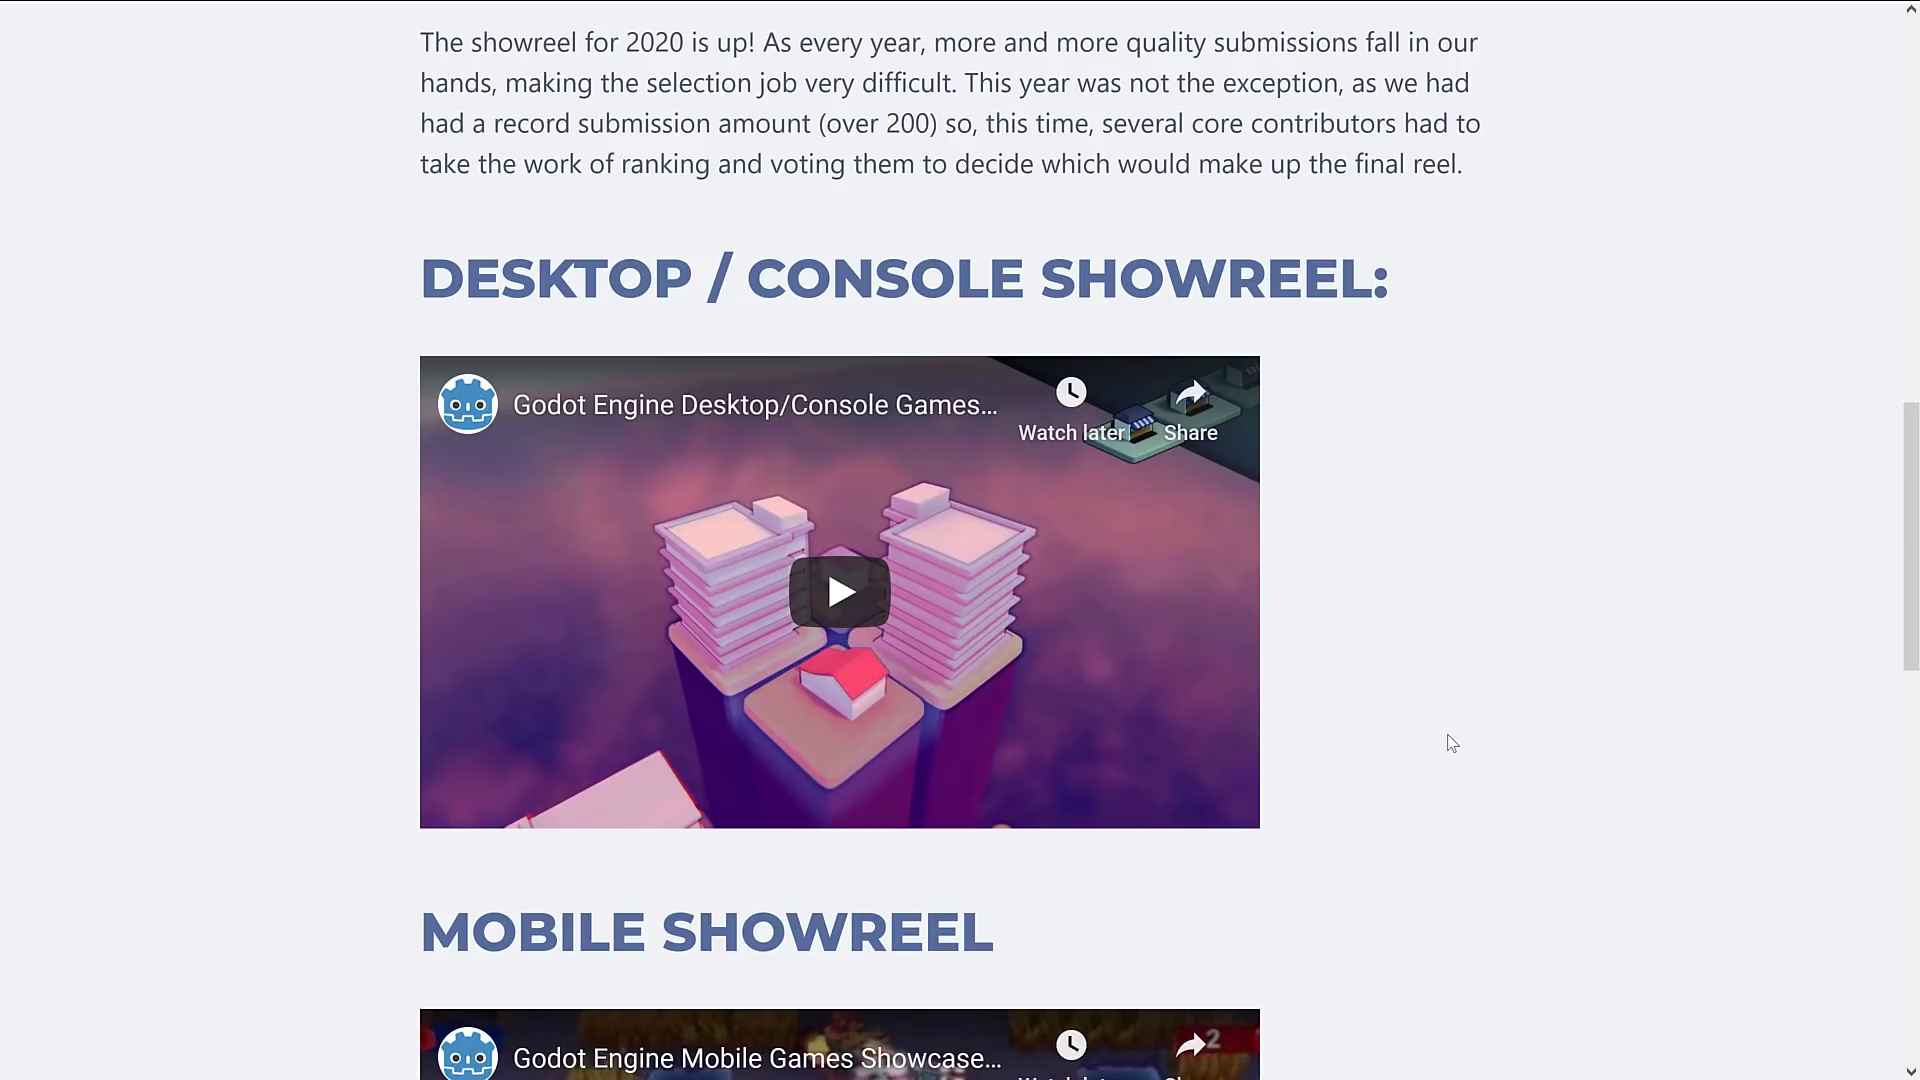 The showreel for 2020 is up! As every year, more and more quality submissions fall in our
hands, making the selection job very difficult. This year was not the exception, as we had
had a record submission amount (over 200) so, this time, several core contributors had to
take the work of ranking and voting them to decide which would make up the final reel.
DESKTOP / CONSOLE SHOWREEL:
Godot Engine Desktop/Console Games...
Watch later
Share
MOBILE SHOWREEL
Godot Engine Mobile Games Showcase...
2